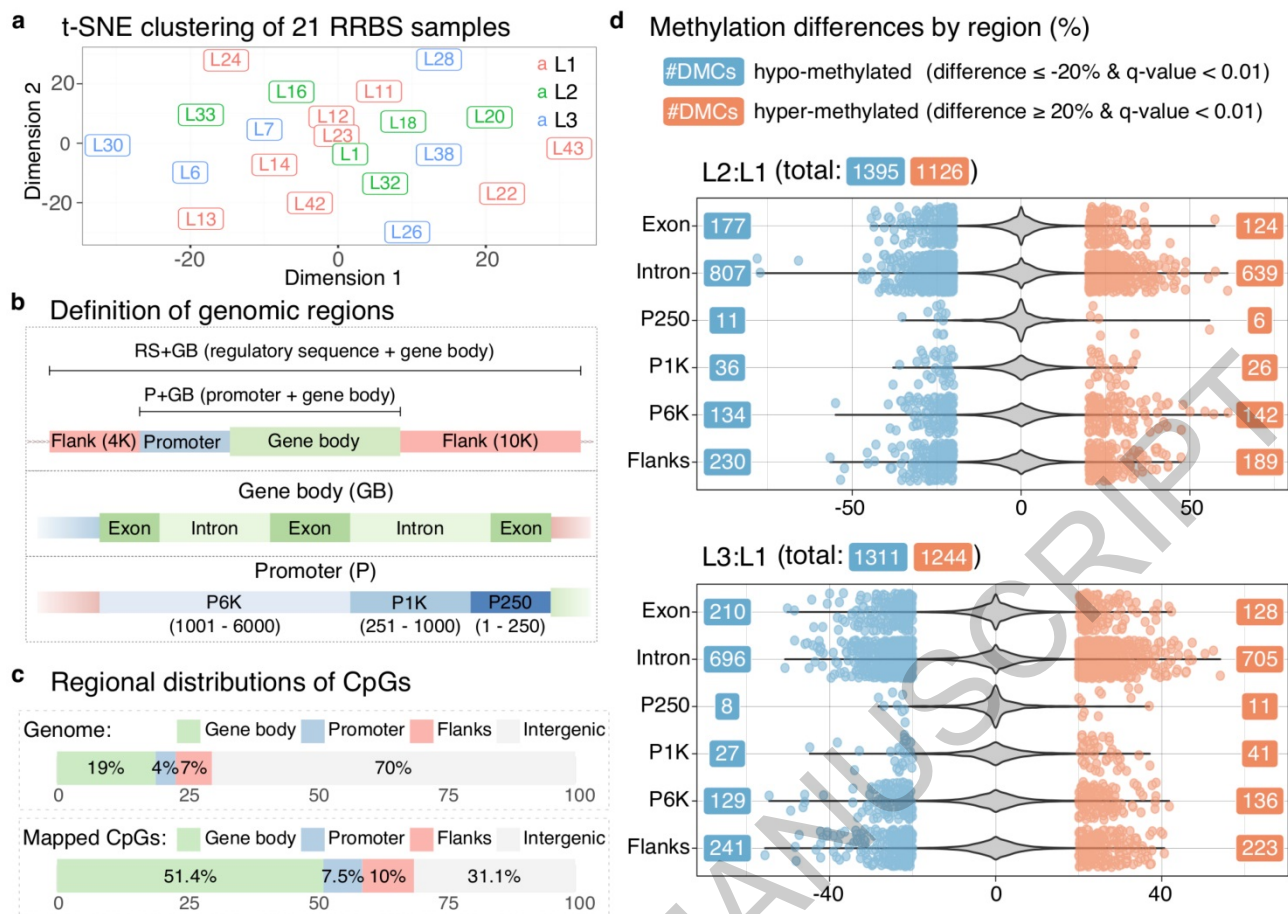 a t-SNE clustering of 21 RRBS samples
Dimension 2
20
0
-20
L24
L28
L16
L11
L33
L12
L18
L20
L7
L23
L30
L1
L38
L43
L14
L6
L32
L42
L22
L13
L26
a L1
a L2
a L3
-20 0 20
Dimension 1
b Definition of genomic regions
RS+GB (regulatory sequence + gene body)
P+GB (promoter + gene body)
Flank (4K) Promoter Gene body Flank (10K)
Gene body (GB)
Exon Intron Exon Intron Exon
Promoter (P)
P6K P1K P250
(1001 - 6000) (251 - 1000) (1 - 250)
c Regional distributions of CpGs
Genome: Gene body Promoter Flanks Intergenic
19% 4% 7% 70%
0 25 50 75 100
Mapped CpGs: Gene body Promoter Flanks Intergenic
51.4% 7.5% 10% 31.1%
0 25 50 75 100
d Methylation differences by region (%)
#DMCs hypo-methylated (difference ≤ -20% & q-value < 0.01)
#DMCs hyper-methylated (difference ≥ 20% & q-value < 0.01)
L2:L1 (total: 1395 1126)
Exon 177 124
Intron 807 639
P250 11 6
P1K 36 26
P6K 134 142
Flanks 230 189
-50 0 50
L3:L1 (total: 1311 1244)
Exon 210 128
Intron 696 705
P250 8 11
P1K 27 41
P6K 129 136
Flanks 241 223
-40 0 40
MANUSCRIPT